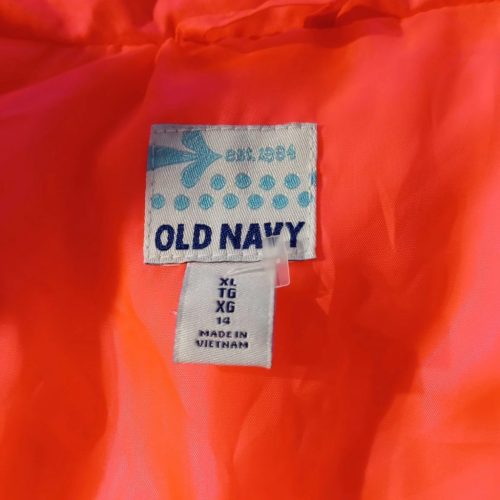 est. 1994
OLD NAVY
XL
TG
XG
14
MADE IN
VIETNAM